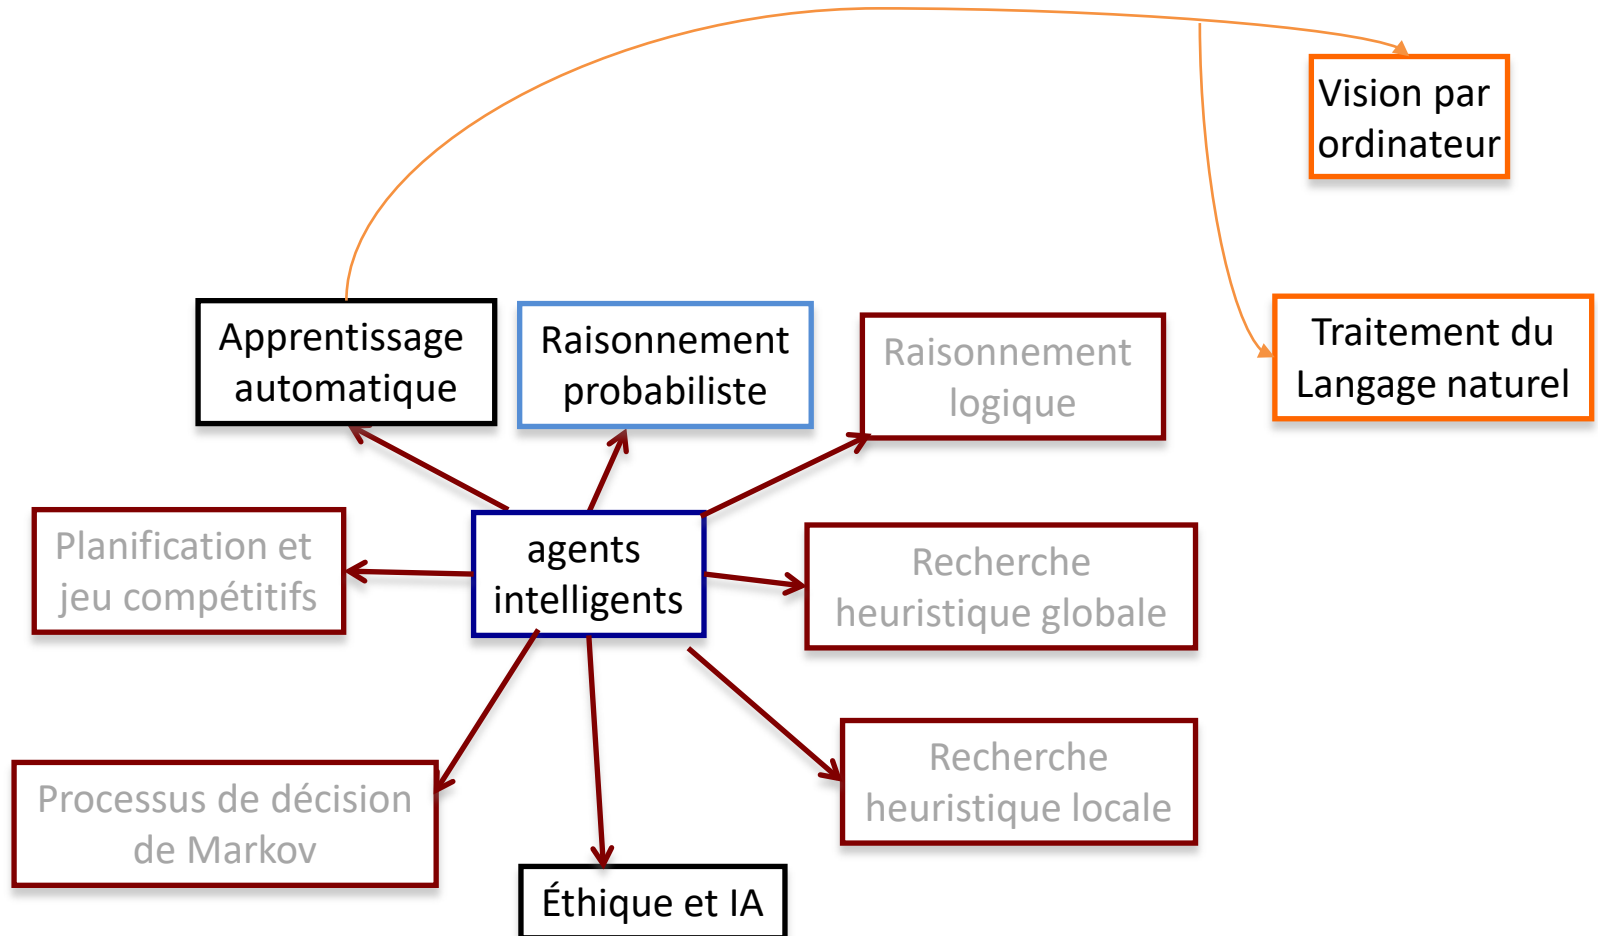 Vision par
ordinateur
Apprentissage
automatique
Raisonnement
probabiliste
Raisonnement
logique
Traitement du
Langage naturel
Planification et
jeu compétitifs
agents
intelligents
Recherche
heuristique globale
Processus de décision
de Markov
Recherche
heuristique locale
Éthique et IA